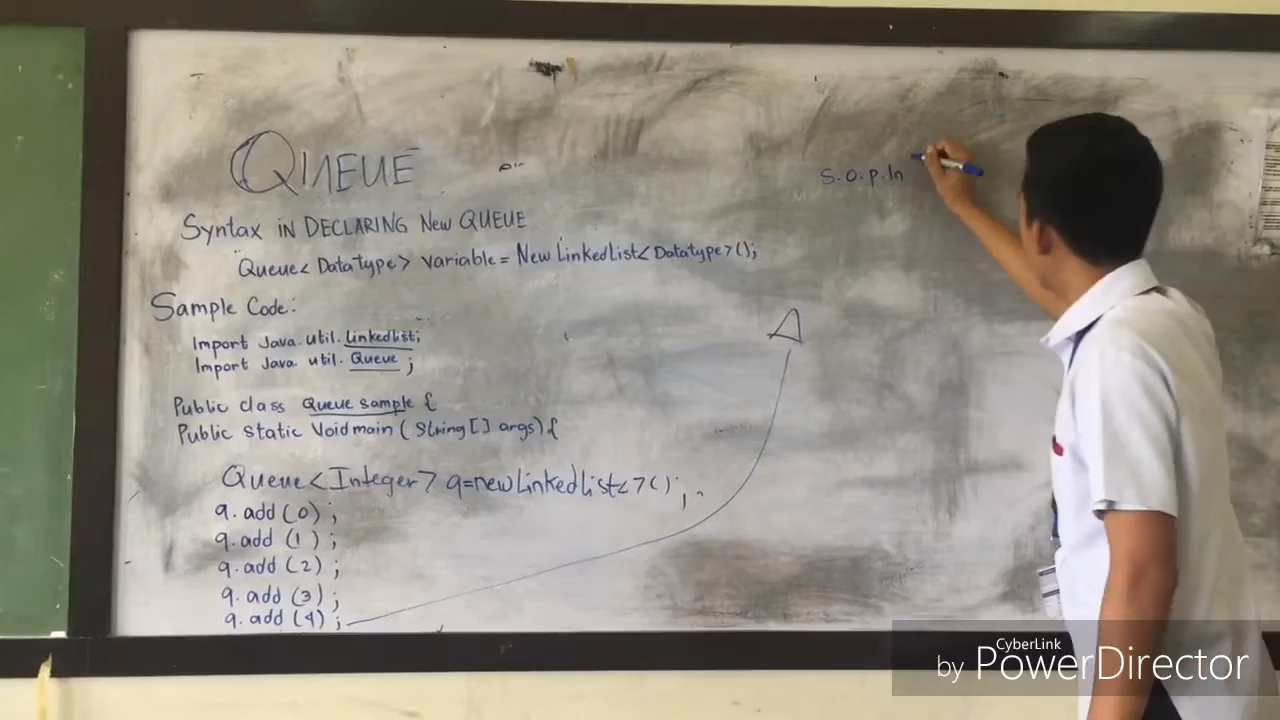 QUEUE
Syntax IN DECLARING New QUEUE
Queue< DataType> variable = New LinkedList< Datatype>();
Sample Code:
Import Java. util. Linkedlist;
Import Java. util. Queue ;
Public class Queue sample {
Public Static Void main ( String [ ] args) {
Queue <Integer> q=new LinkedList<>();
q. add (0) ;
q. add (1) ;
q. add (2) ;
q. add (3) ;
q. add (4) ;
S.O.p.ln
CyberLink
by PowerDirector